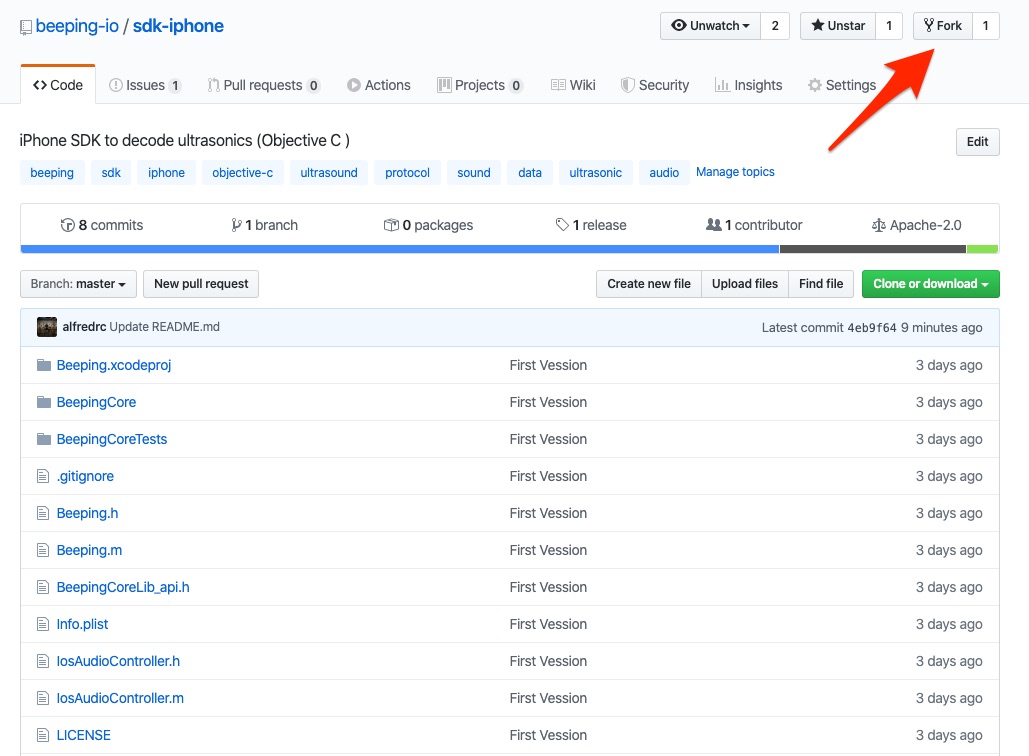 beeping-io / sdk-iphone Unwatch 2 Unstar 1 Fork 1
Code Issues 1 Pull requests 0 Actions Projects 0 Wiki Security Insights Settings
iPhone SDK to decode ultrasonics (Objective C ) Edit
beeping sdk iphone objective-c ultrasound protocol sound data ultrasonic audio Manage topics
8 commits 1 branch 0 packages 1 release 1 contributor Apache-2.0
Branch: master New pull request Create new file Upload files Find file Clone or download
alfredrc Update README.md Latest commit 4eb9f64 9 minutes ago
Beeping.xcodeproj First Vession 3 days ago
BeepingCore First Vession 3 days ago
BeepingCoreTests First Vession 3 days ago
.gitignore First Vession 3 days ago
Beeping.h First Vession 3 days ago
Beeping.m First Vession 3 days ago
BeepingCoreLib_api.h First Vession 3 days ago
Info.plist First Vession 3 days ago
IosAudioController.h First Vession 3 days ago
IosAudioController.m First Vession 3 days ago
LICENSE First Vession 3 days ago